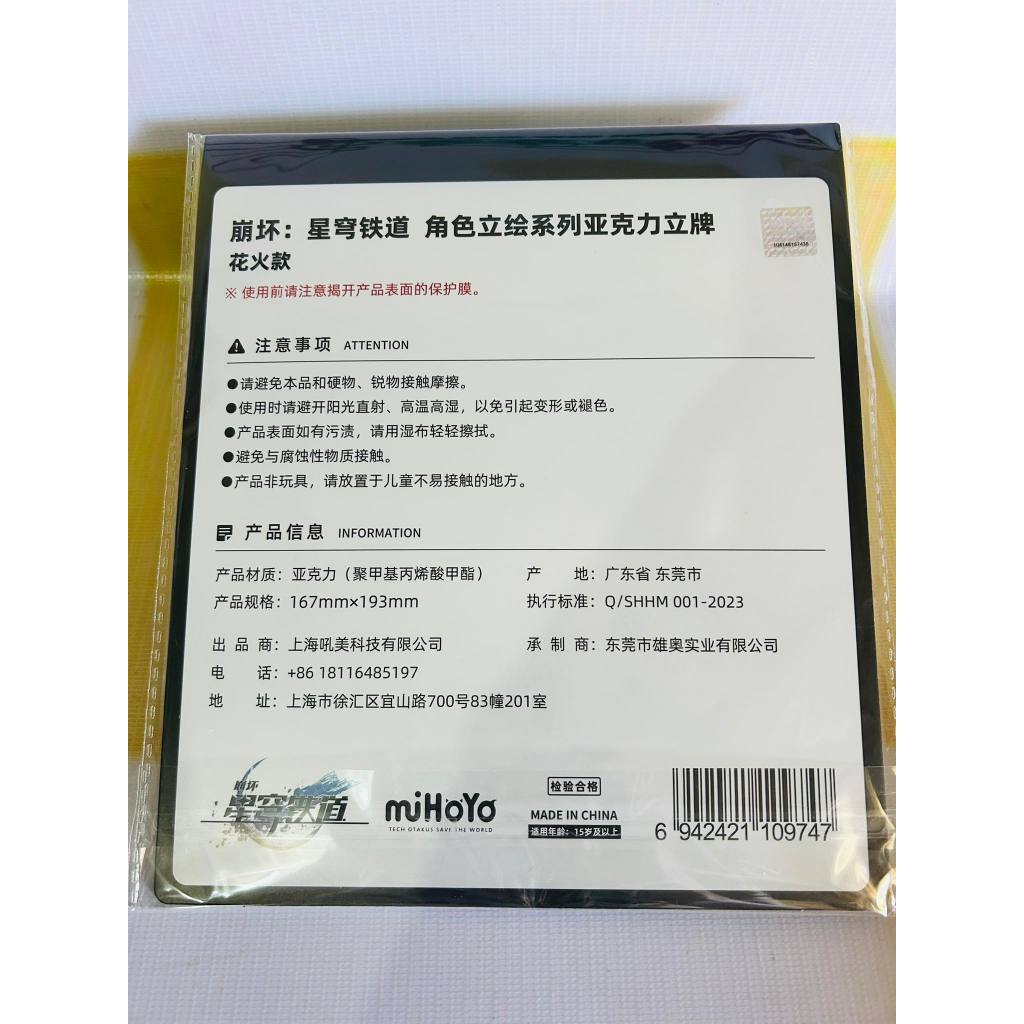 崩坏：星穹铁道 角色立绘系列亚克力立牌
花火款
※ 使用前请注意揭开产品表面的保护膜。
注意事项 ATTENTION
●请避免本品和硬物、锐物接触摩擦。
●使用时请避开阳光直射、高温高湿，以免引起变形或褪色。
●产品表面如有污渍，请用湿布轻轻擦拭。
●避免与腐蚀性物质接触。
●产品非玩具，请放置于儿童不易接触的地方。
产品信息 INFORMATION
产品材质：亚克力（聚甲基丙烯酸甲酯） 产 地：广东省 东莞市
产品规格：167mm×193mm 执行标准：Q/SHHM 001-2023
出 品 商：上海吼美科技有限公司 承 制 商：东莞市雄奥实业有限公司
电 话：+86 18116485197
地 址：上海市徐汇区宜山路700号83幢201室
崩坏
星穹铁道
miHoYo
TECH OTAKUS SAVE THE WORLD
检验合格
MADE IN CHINA
适用年龄：15岁及以上
6 942421 109747